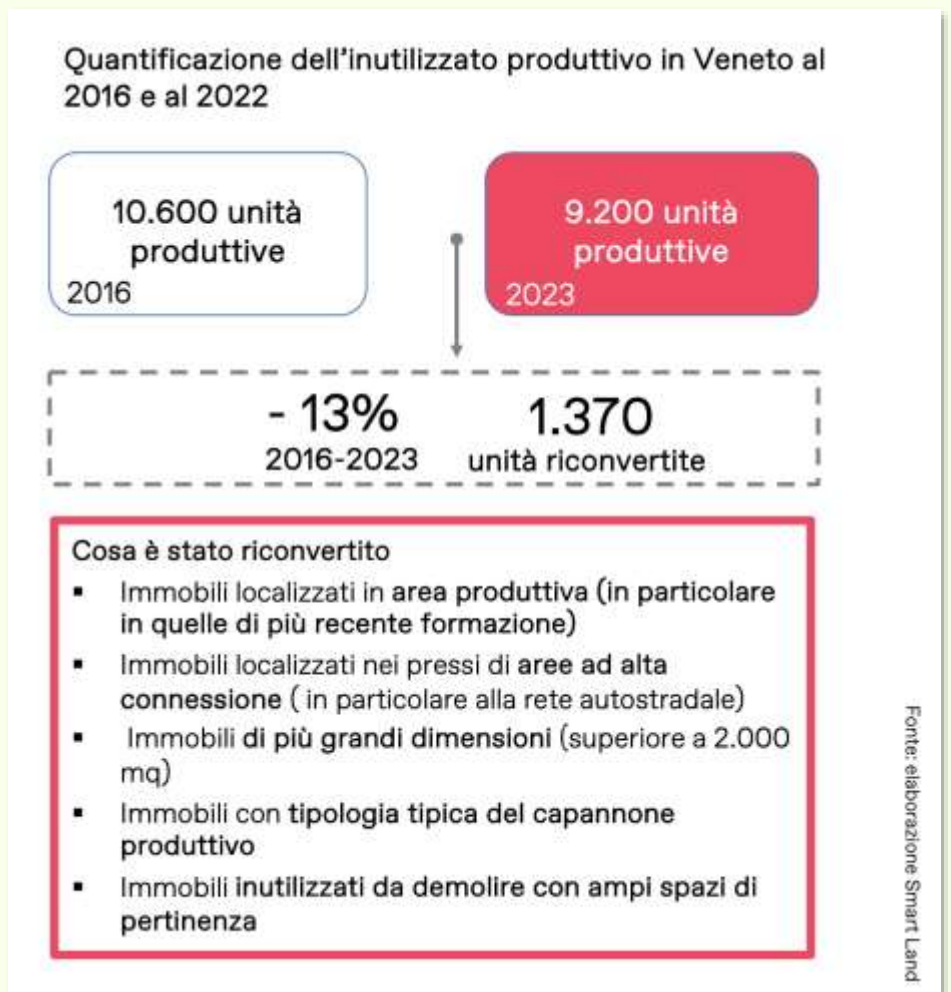 Quantificazione dell'inutilizzato produttivo in Veneto al
2016 e al 2022
10.600 unità
produttive
2016
9.200 unità
produttive
2023
- 13%
2016-2023
1.370
unità riconvertite
Cosa è stato riconvertito
▪ Immobili localizzati in area produttiva (in particolare
in quelle di più recente formazione)
▪ Immobili localizzati nei pressi di aree ad alta
connessione ( in particolare alla rete autostradale)
▪ Immobili di più grandi dimensioni (superiore a 2.000
mq)
▪ Immobili con tipologia tipica del capannone
produttivo
▪ Immobili inutilizzati da demolire con ampi spazi di
pertinenza
Fonte: elaborazione Smart Land